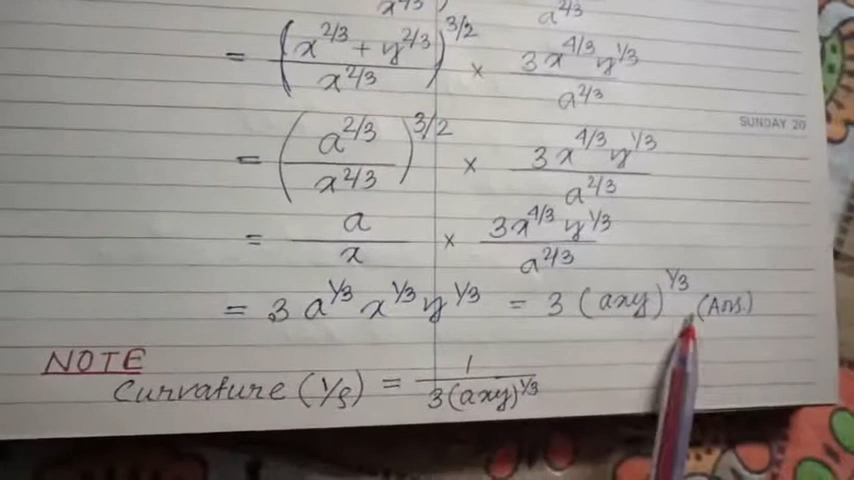 = (x^2/3 + y^2/3 / x^2/3)^3/2 × 3x^4/3 y^1/3 / a^2/3
SUNDAY 20
= (a^2/3 / x^2/3)^3/2 × 3x^4/3 y^1/3 / a^2/3
= a / x × 3x^4/3 y^1/3 / a^2/3
= 3 a^1/3 x^1/3 y^1/3 = 3 (axy)^1/3 (Ans.)
NOTE
Curvature (1/ρ) = 1 / 3(axy)^1/3